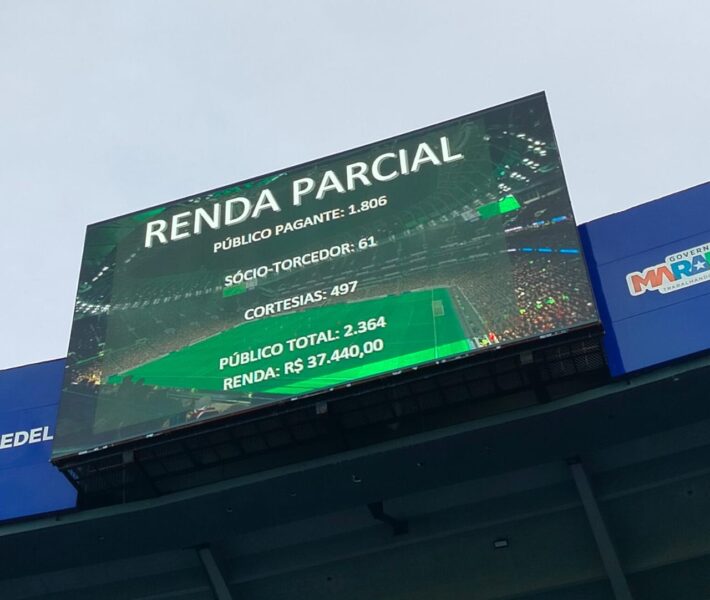 RENDA PARCIAL
PÚBLICO PAGANTE: 1.806
SÓCIO-TORCEDOR: 61
CORTESIAS: 497
PÚBLICO TOTAL: 2.364
RENDA: R$ 37.440,00
EDEL
GOVERN
MARA